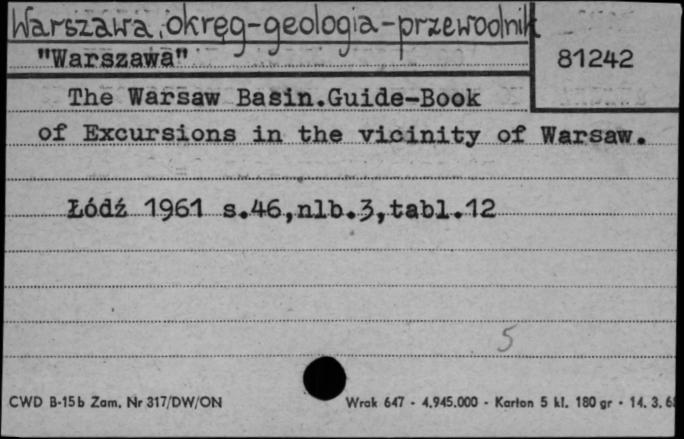 Warszawa, okręg-geologia-przewodnik
"Warszawa"
81242
The Warsaw Basin.Guide-Book
of Excursions in the vicinity of Warsaw.
Łódź 1961 s.46,nlb.3,tabl.12
5
CWD B-15b Zam. Nr 317/DW/ON
Wrak 647 - 4.945.000 - Karton 5 kl. 180 gr - 14. 3.